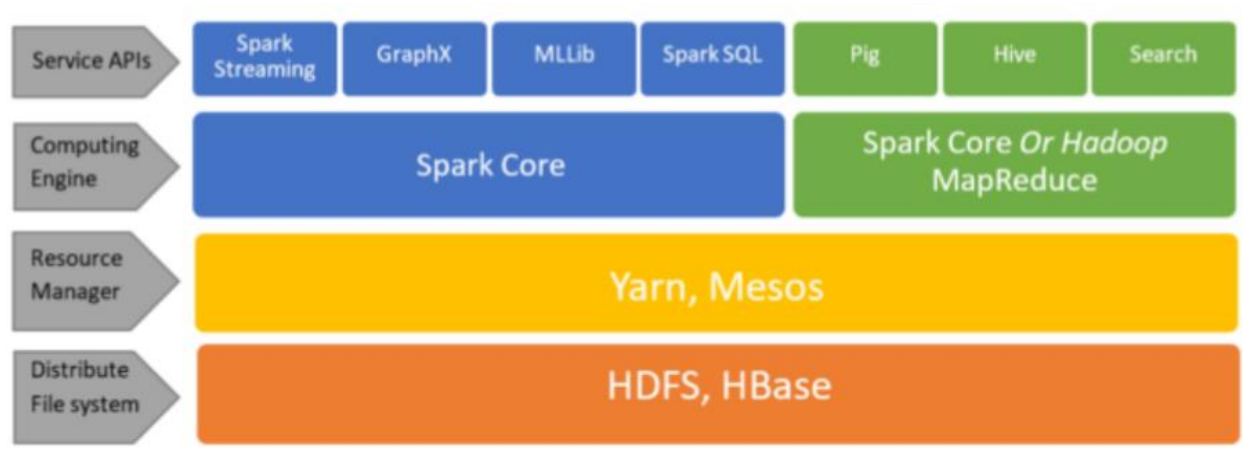 Service APIs
Spark
Streaming
GraphX
MLLib
Spark SQL
Pig
Hive
Search
Computing
Engine
Spark Core
Spark Core Or Hadoop
MapReduce
Resource
Manager
Yarn, Mesos
Distribute
File system
HDFS, HBase